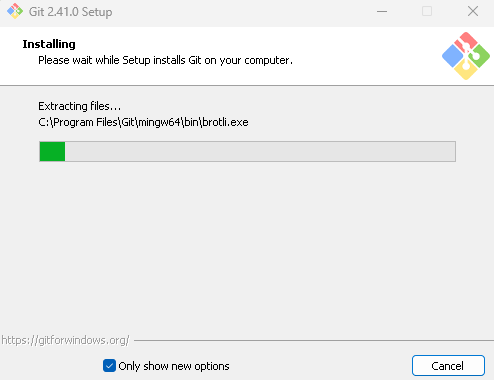 Git 2.41.0 Setup
Installing
Please wait while Setup installs Git on your computer.
Extracting files...
C:\Program Files\Git\mingw64\bin\brotli.exe
https://gitforwindows.org/
Only show new options
Cancel